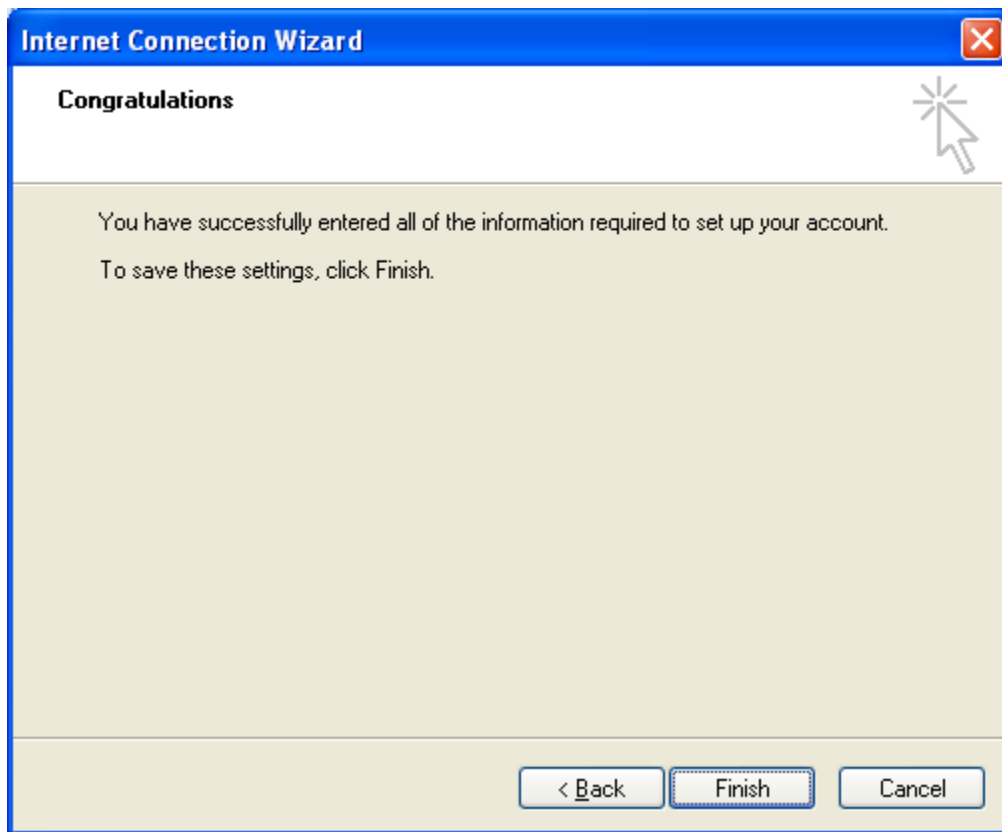 Internet Connection Wizard
Congratulations
You have successfully entered all of the information required to set up your account.
To save these settings, click Finish.
< Back
Finish
Cancel